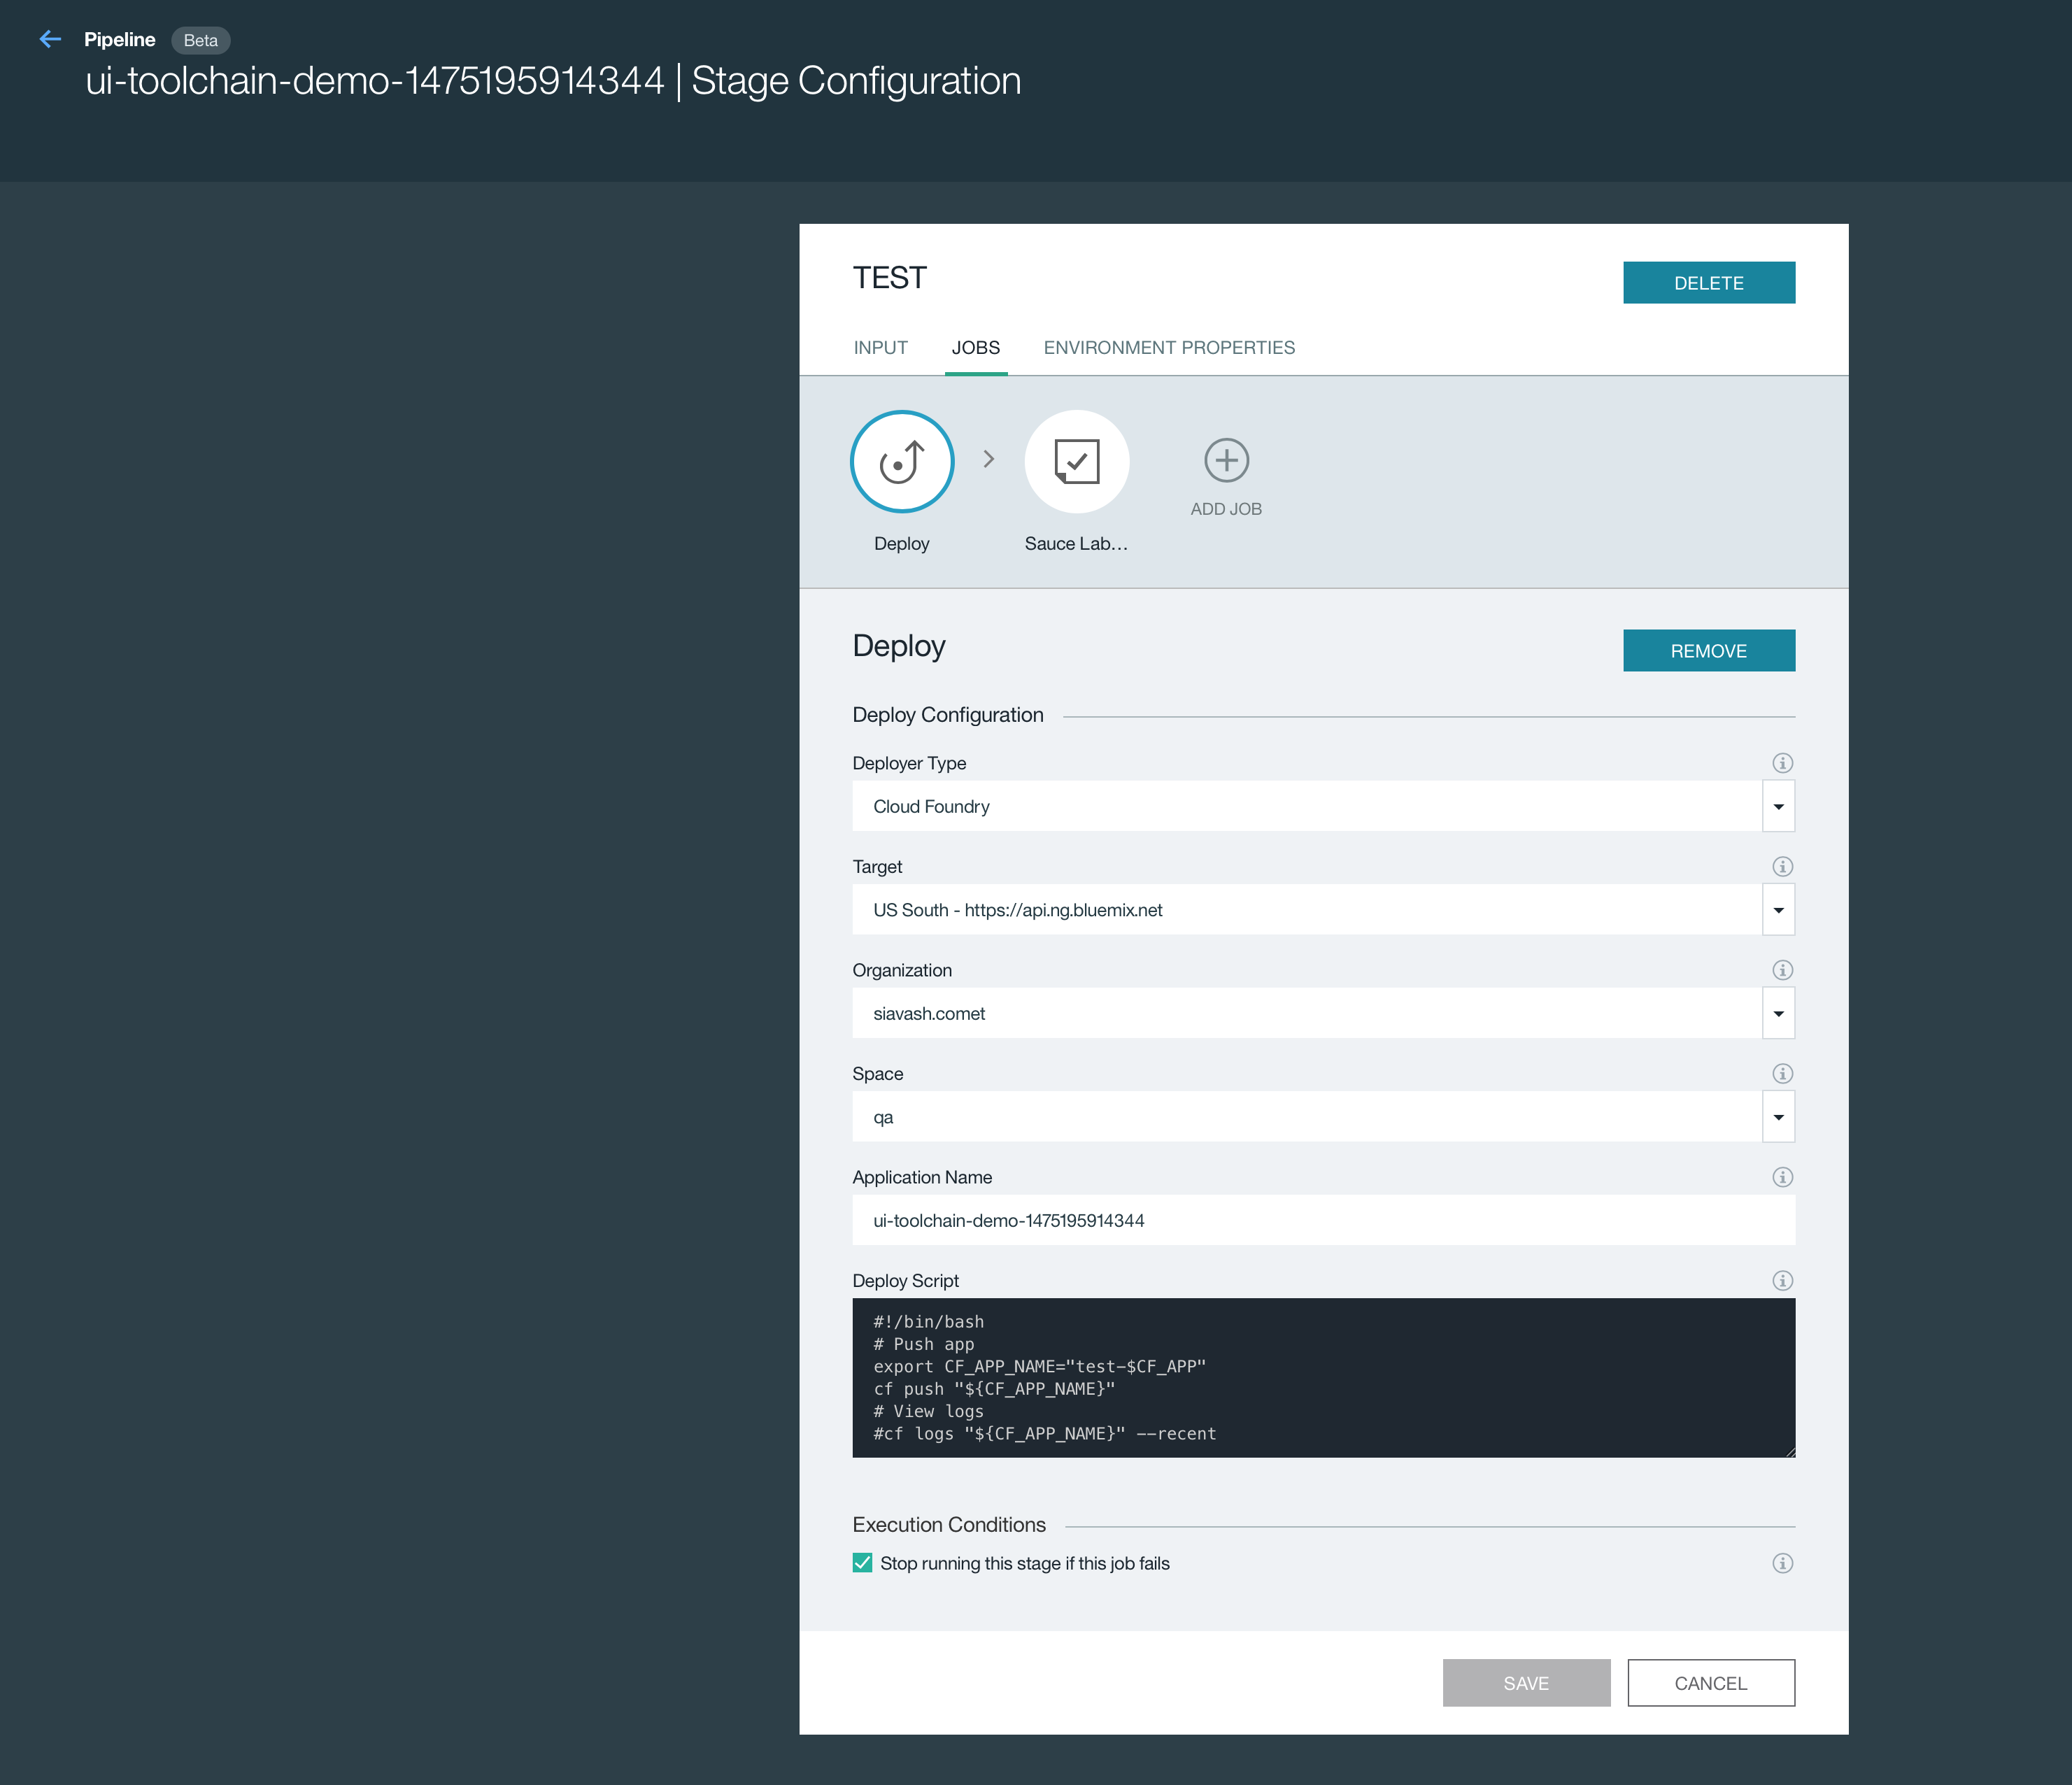 Pipeline Beta
ui-toolchain-demo-1475195914344 | Stage Configuration
TEST
DELETE
INPUT JOBS ENVIRONMENT PROPERTIES
ADD JOB
Deploy Sauce Lab...
Deploy
REMOVE
Deploy Configuration
Deployer Type
Cloud Foundry
Target
US South - https://api.ng.bluemix.net
Organization
siavash.comet
Space
qa
Application Name
ui-toolchain-demo-1475195914344
Deploy Script
#!/bin/bash
# Push app
export CF_APP_NAME="test-$CF_APP"
cf push "${CF_APP_NAME}"
# View logs
#cf logs "${CF_APP_NAME}" --recent
Execution Conditions
Stop running this stage if this job fails
SAVE CANCEL